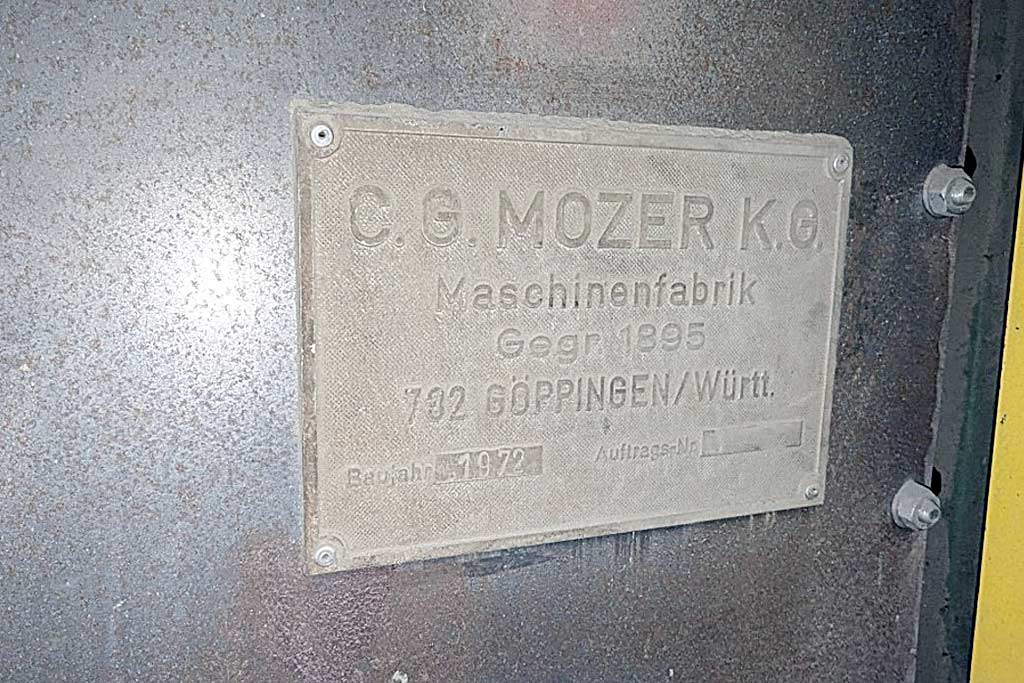 C. G. MOZER K.G.
Maschinenfabrik
Gegr. 1895
732 GÖPPINGEN/Württ.
Baujahr 1972 Auftrags-Nr.